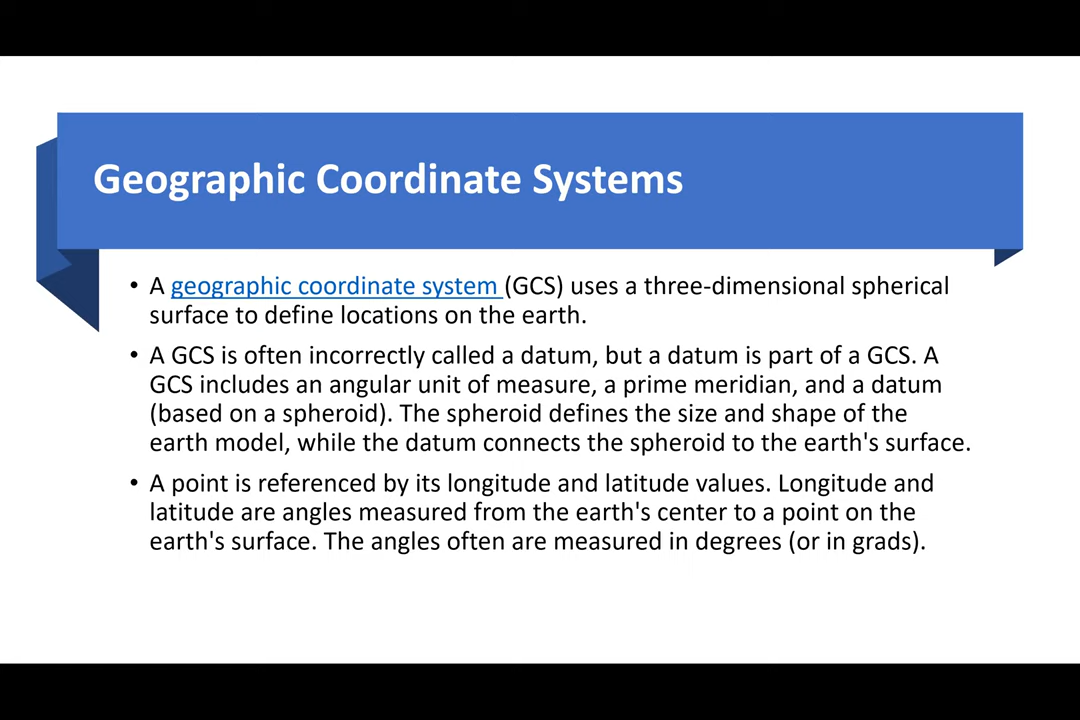 Geographic Coordinate Systems
• A geographic coordinate system (GCS) uses a three-dimensional spherical
surface to define locations on the earth.
• A GCS is often incorrectly called a datum, but a datum is part of a GCS. A
GCS includes an angular unit of measure, a prime meridian, and a datum
(based on a spheroid). The spheroid defines the size and shape of the
earth model, while the datum connects the spheroid to the earth's surface.
• A point is referenced by its longitude and latitude values. Longitude and
latitude are angles measured from the earth's center to a point on the
earth's surface. The angles often are measured in degrees (or in grads).